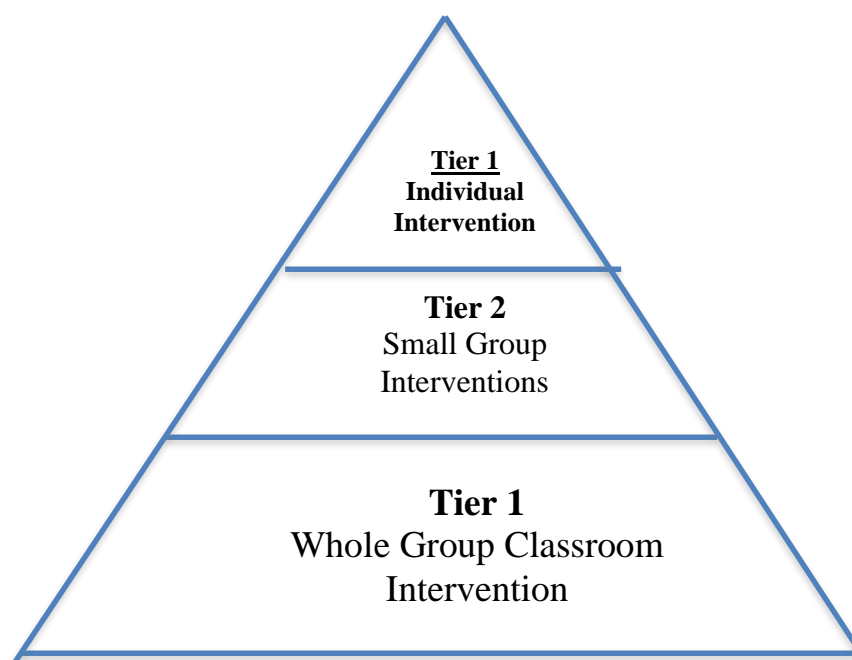 Tier 1
Individual
Intervention
Tier 2
Small Group
Interventions
Tier 1
Whole Group Classroom
Intervention